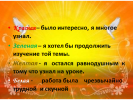 Красная – было интересно, я многое
узнал.
Зеленая – я хотел бы продолжить
изучение той темы.
Желтая – я остался равнодушным к
тому что узнал на уроке.
Белая – работа была чрезвычайно
трудной и скучной